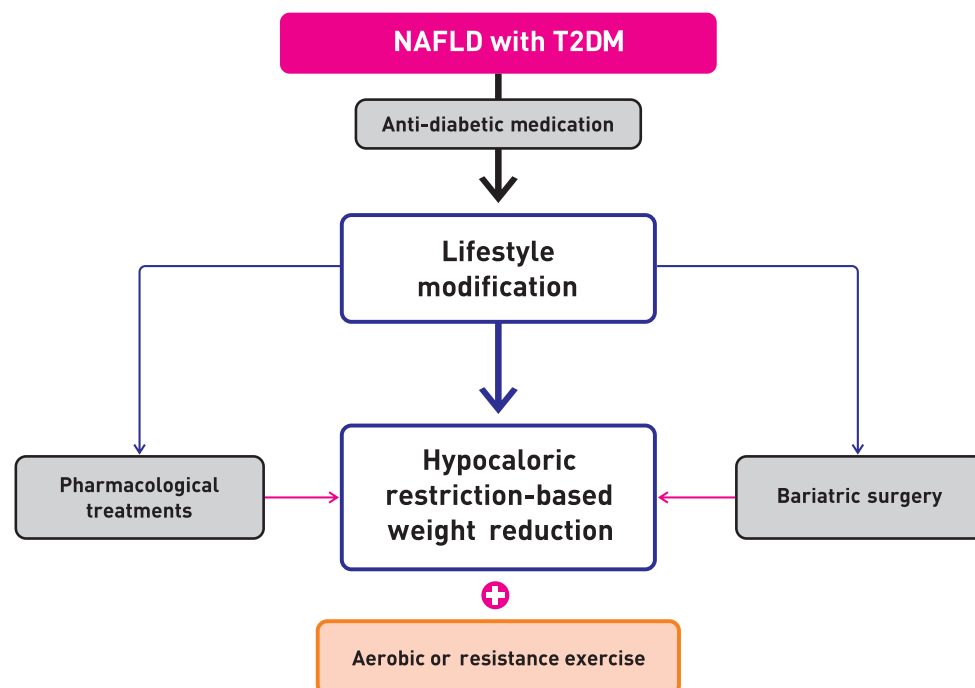 NAFLD with T2DM
Anti-diabetic medication
Lifestyle
modification
Pharmacological
treatments
Hypocaloric
restriction-based
weight reduction
Bariatric surgery
Aerobic or resistance exercise